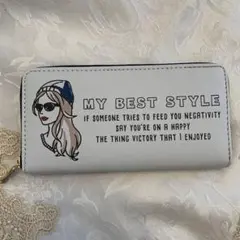 MY BEST STYLE
IF SOMEONE TRIES TO FEED YOU NEGATIVITY
SAY YOU'RE ON A HAPPY
THE THING VICTORY THAT I ENJOYED